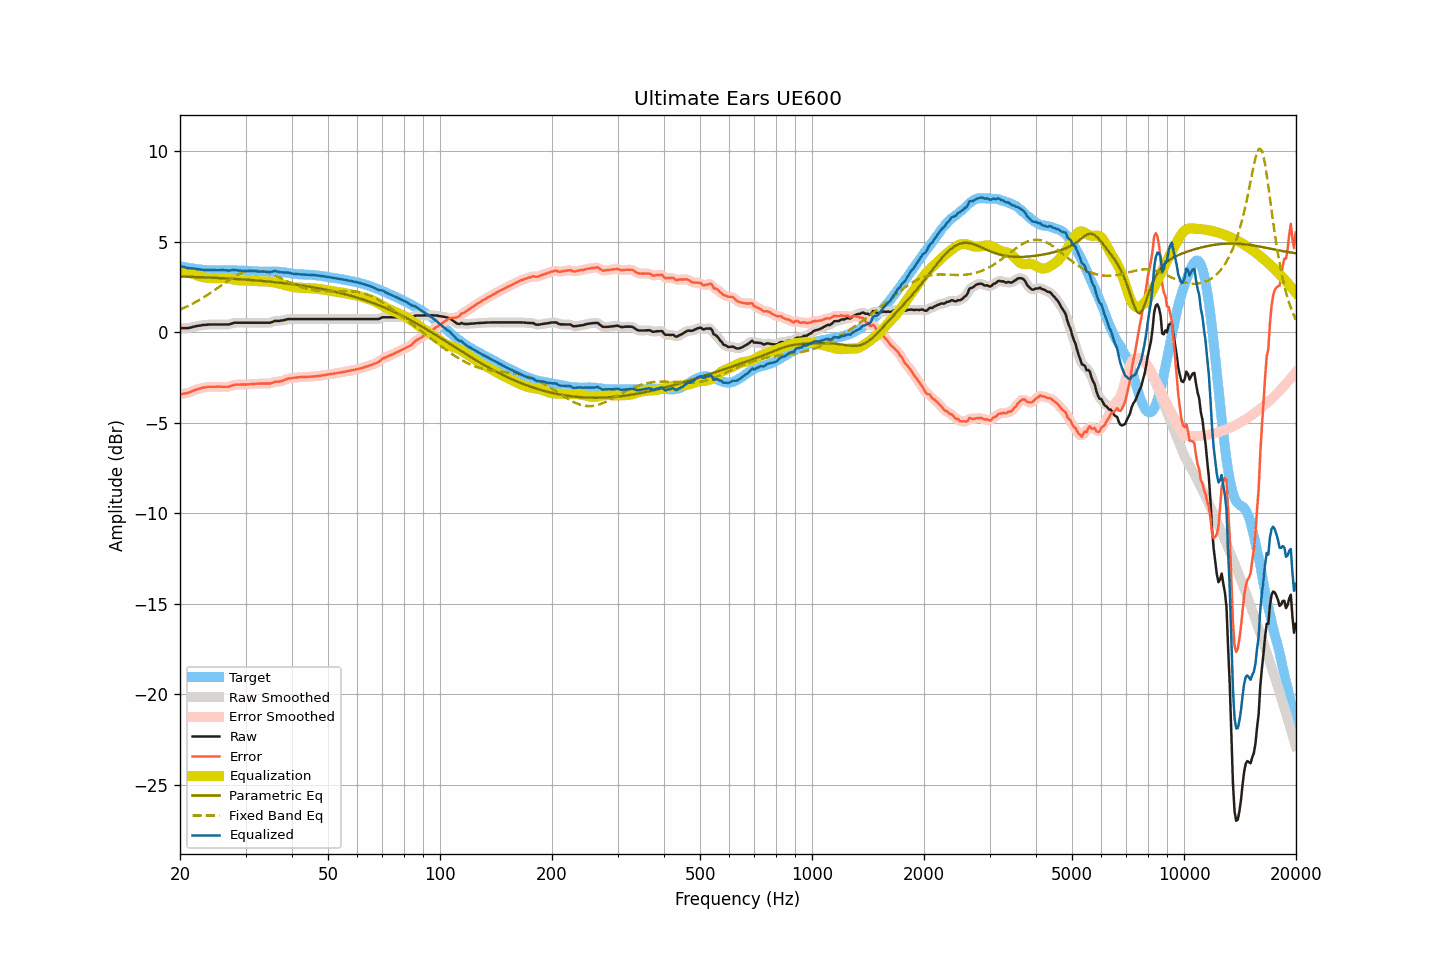 Ultimate Ears UE600
10
5
0
−5
−10
−15
−20
−25
Amplitude (dBr)
Target
Raw Smoothed
Error Smoothed
Raw
Error
Equalization
Parametric Eq
Fixed Band Eq
Equalized
20 50 100 200 500 1000 2000 5000 10000 20000
Frequency (Hz)